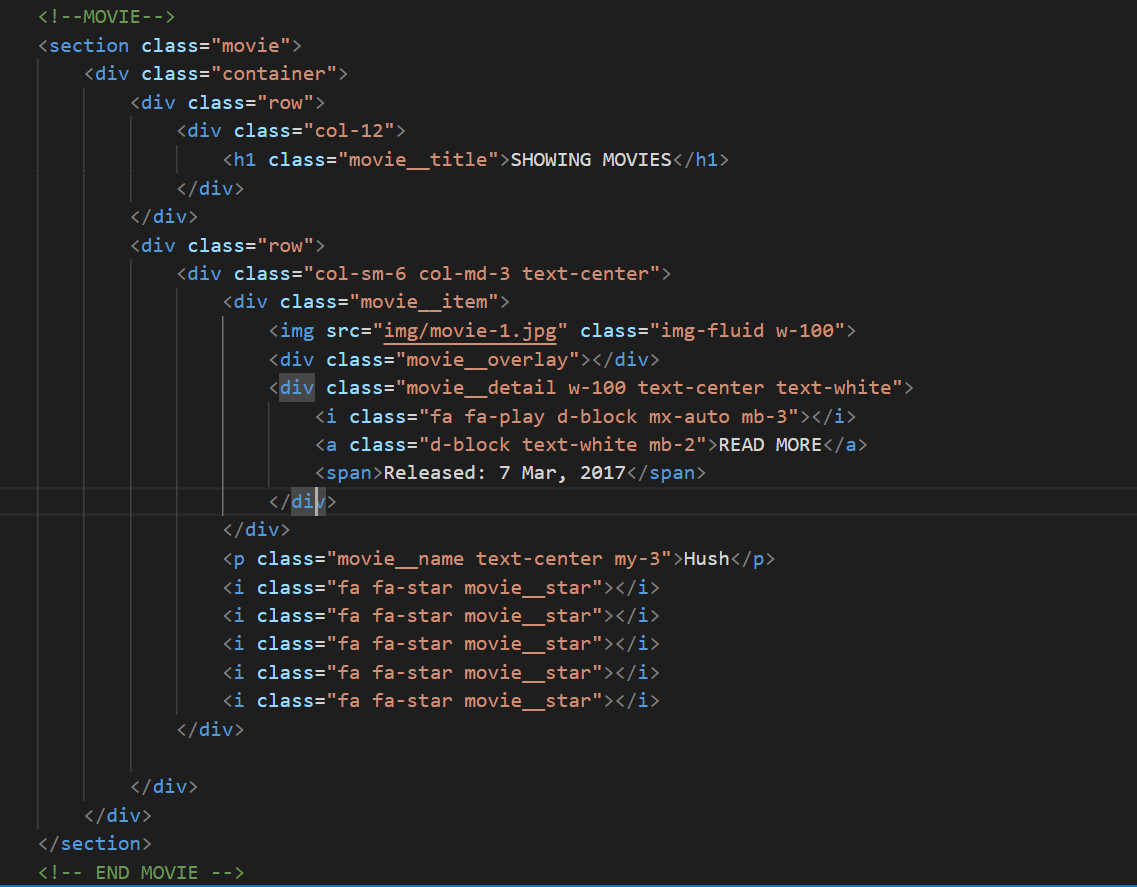 <!--MOVIE-->
<section class="movie">
    <div class="container">
        <div class="row">
            <div class="col-12">
                <h1 class="movie__title">SHOWING MOVIES</h1>
            </div>
        </div>
        <div class="row">
            <div class="col-sm-6 col-md-3 text-center">
                <div class="movie__item">
                    <img src="img/movie-1.jpg" class="img-fluid w-100">
                    <div class="movie__overlay"></div>
                    <div class="movie__detail w-100 text-center text-white">
                        <i class="fa fa-play d-block mx-auto mb-3"></i>
                        <a class="d-block text-white mb-2">READ MORE</a>
                        <span>Released: 7 Mar, 2017</span>
                    </div>
                </div>
                <p class="movie__name text-center my-3">Hush</p>
                <i class="fa fa-star movie__star"></i>
                <i class="fa fa-star movie__star"></i>
                <i class="fa fa-star movie__star"></i>
                <i class="fa fa-star movie__star"></i>
                <i class="fa fa-star movie__star"></i>
            </div>

        </div>
    </div>
</section>
<!-- END MOVIE -->